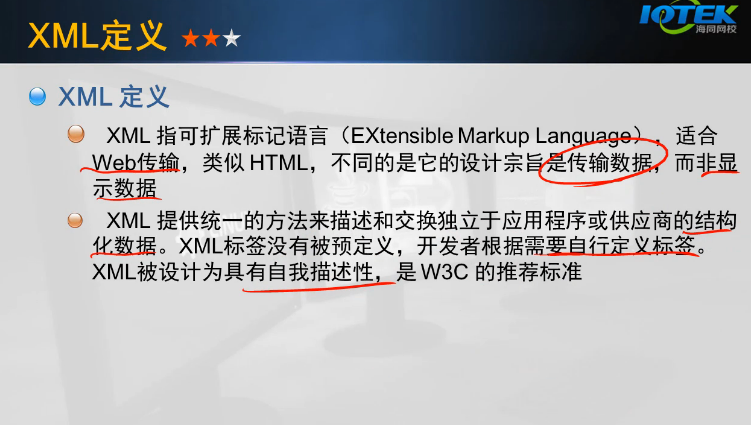 XML定义
IOTEK
海同网校
XML 定义
XML 指可扩展标记语言（EXtensible Markup Language），适合
Web传输，类似 HTML，不同的是它的设计宗旨是传输数据，而非显
示数据
XML 提供统一的方法来描述和交换独立于应用程序或供应商的结构
化数据。XML标签没有被预定义，开发者根据需要自行定义标签。
XML被设计为具有自我描述性，是 W3C 的推荐标准